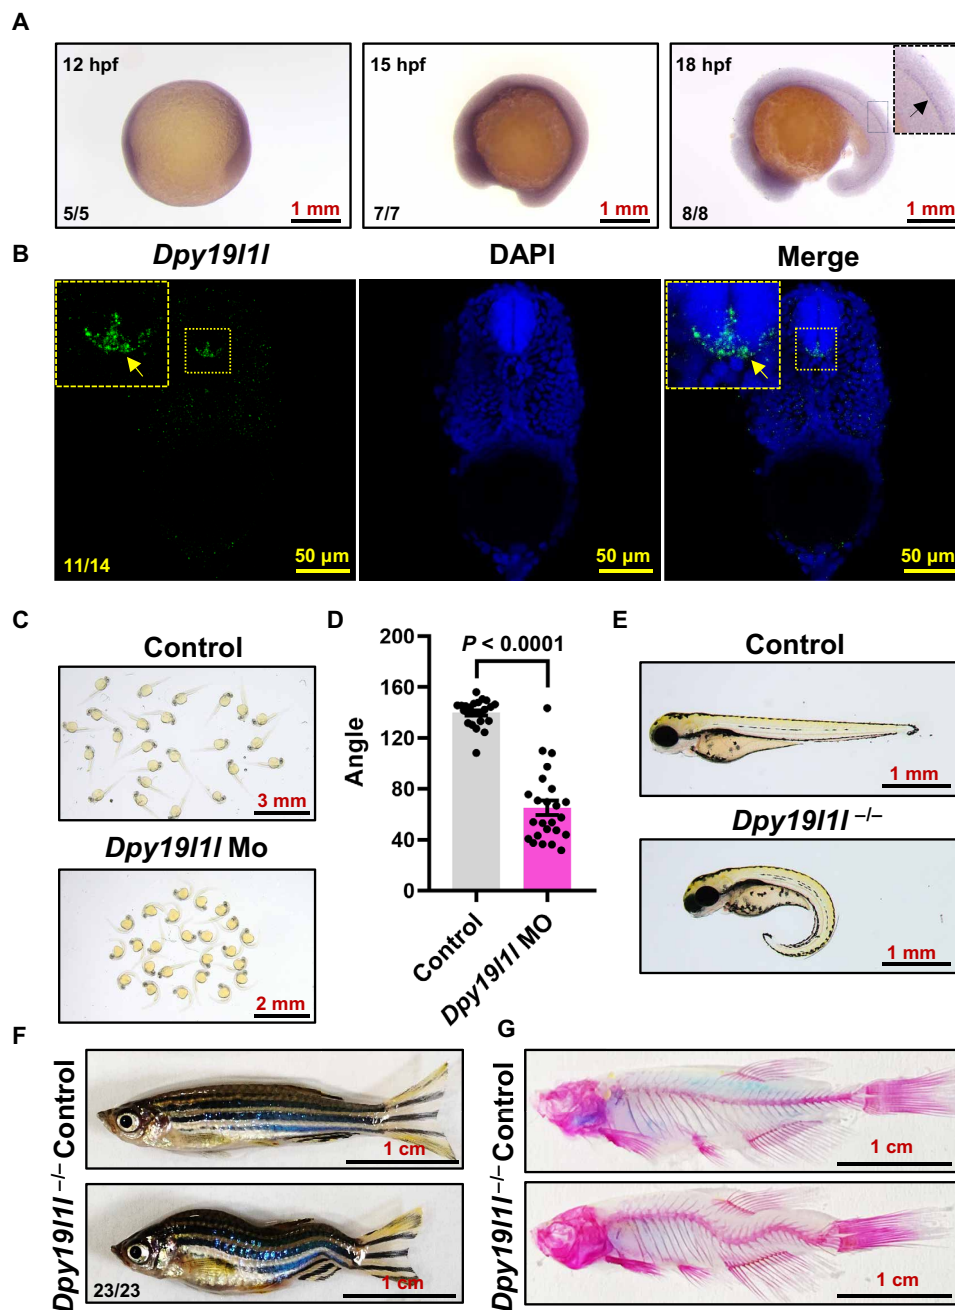 A
12 hpf
5/5
1 mm
15 hpf
7/7
1 mm
18 hpf
8/8
1 mm
B
Dpy19l1l
DAPI
Merge
11/14
50 µm
50 µm
50 µm
C
Control
3 mm
Dpy19l1l Mo
2 mm
D
200
160
120
80
40
0
Angle
P < 0.0001
Control
Dpy19l1l MO
E
Control
1 mm
Dpy19l1l –/–
1 mm
F
Control
1 cm
Dpy19l1l –/–
23/23
1 cm
G
Control
1 cm
Dpy19l1l –/–
1 cm